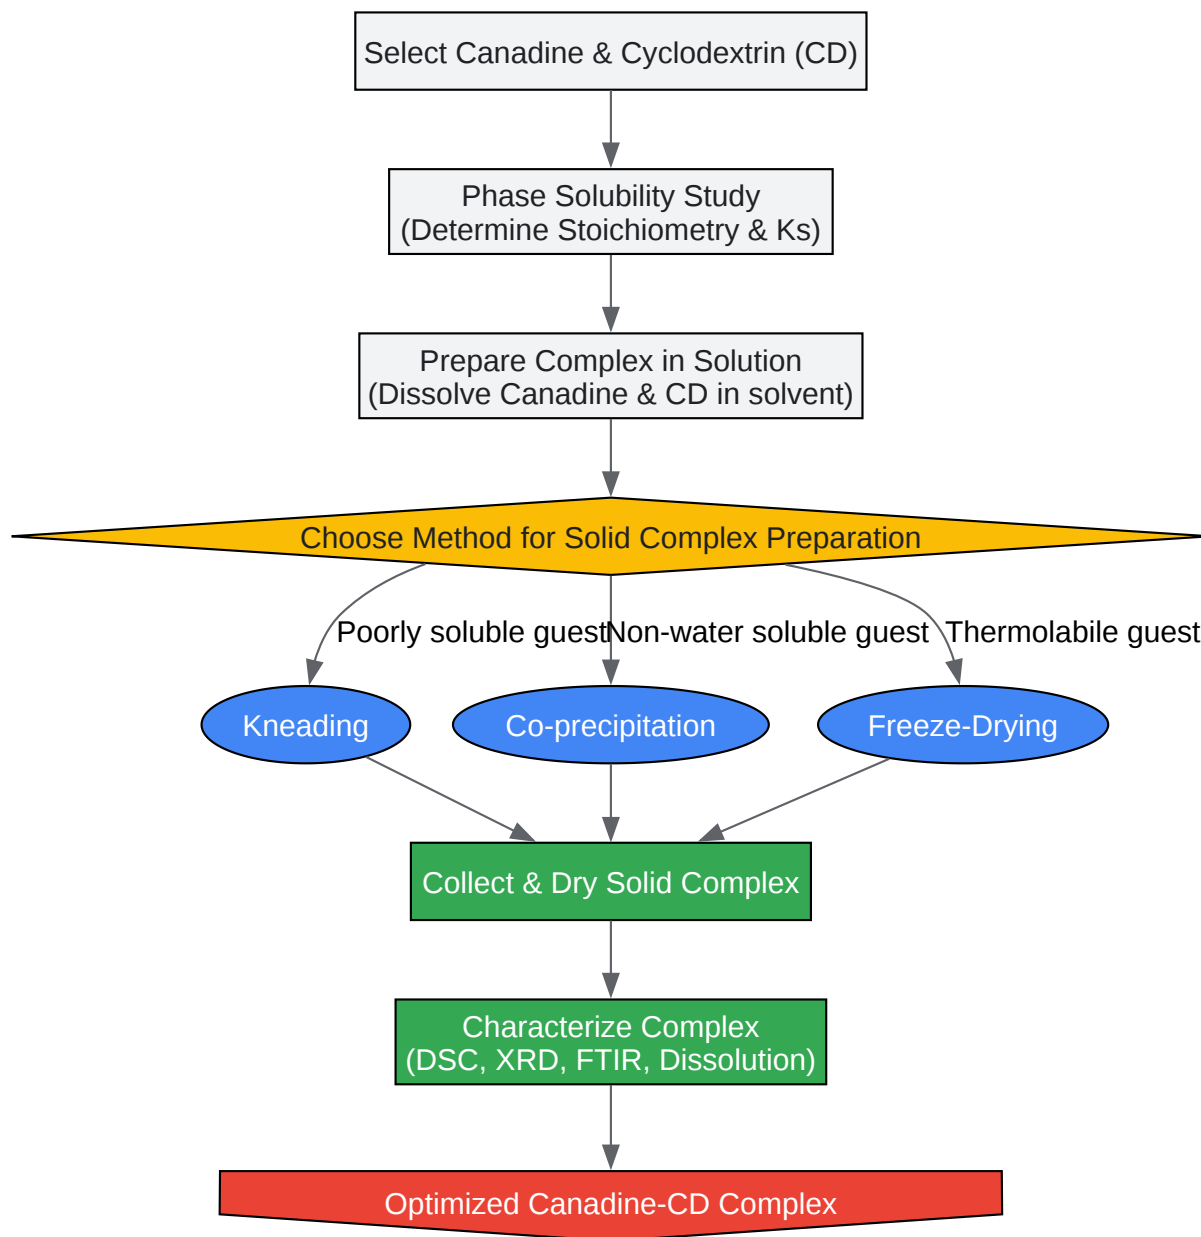 Select Canadine & Cyclodextrin (CD)
Phase Solubility Study
(Determine Stoichiometry & Ks)
Prepare Complex in Solution
(Dissolve Canadine & CD in solvent)
Choose Method for Solid Complex Preparation
Poorly soluble guest
Non-water soluble guest
Thermolabile guest
Kneading
Co-precipitation
Freeze-Drying
Collect & Dry Solid Complex
Characterize Complex
(DSC, XRD, FTIR, Dissolution)
Optimized Canadine-CD Complex